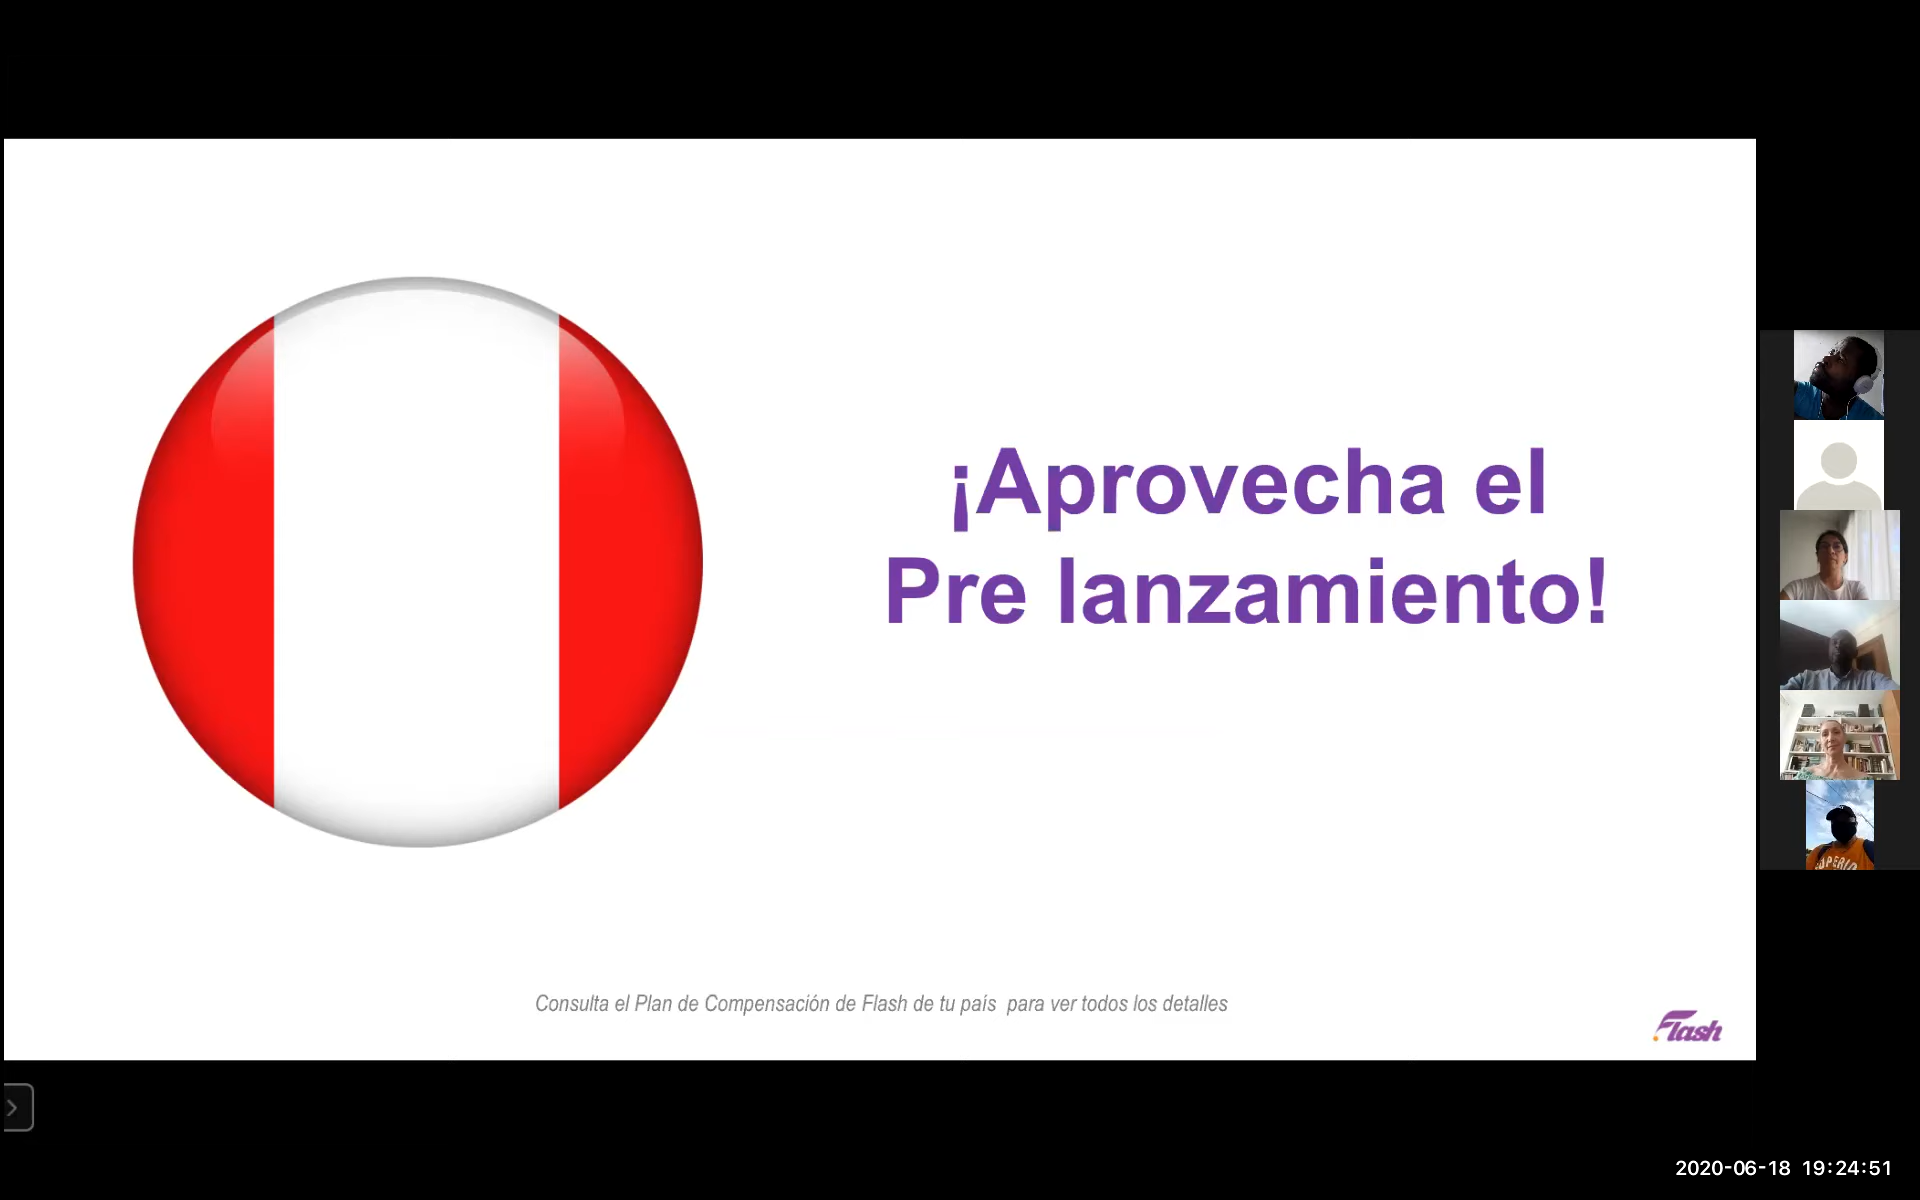 ¡Aprovecha el
Pre lanzamiento!
Consulta el Plan de Compensación de Flash de tu país para ver todos los detalles
Flash
2020-06-18 19:24:51